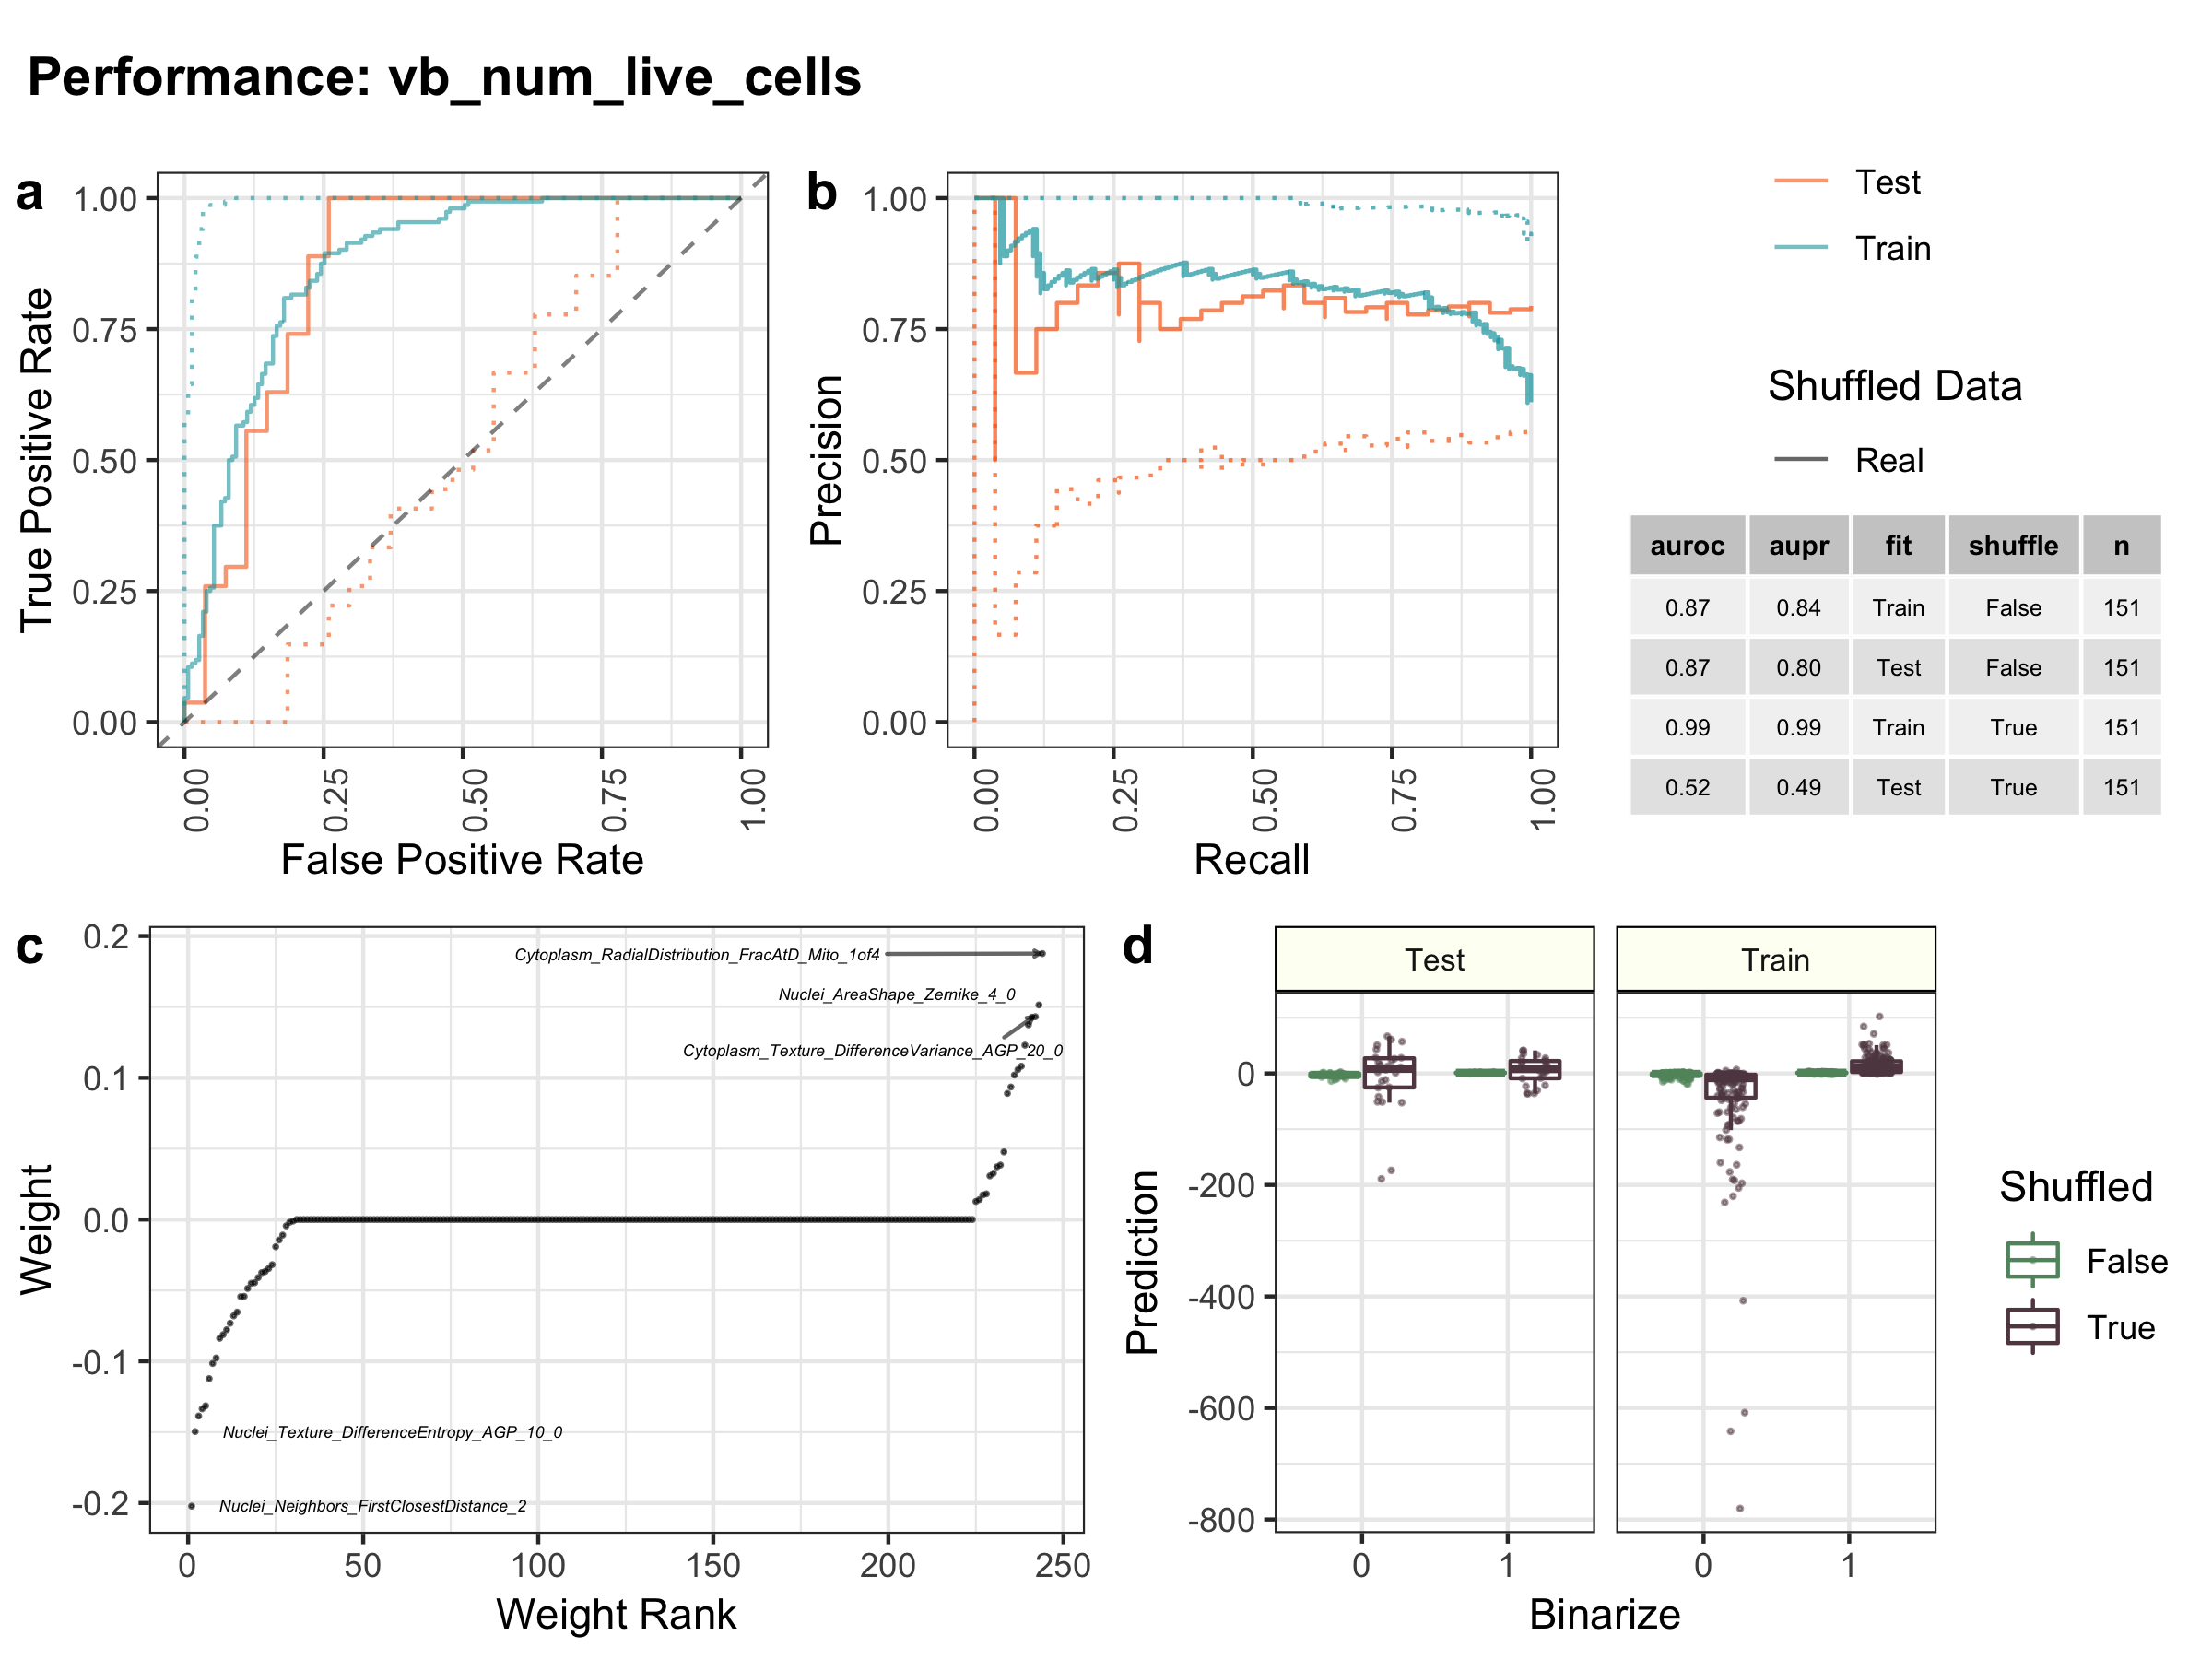 Performance: vb_num_live_cells
a
1.00
0.75
0.50
0.25
0.00
True Positive Rate
0.00
0.25
0.50
0.75
1.00
False Positive Rate
b
1.00
0.75
0.50
0.25
0.00
Precision
0.00
0.25
0.50
0.75
1.00
Recall
Test
Train
Shuffled Data
Real
auroc aupr fit shuffle n
0.87 0.84 Train False 151
0.87 0.80 Test False 151
0.99 0.99 Train True 151
0.52 0.49 Test True 151
c
0.2
0.1
0.0
-0.1
-0.2
Weight
Cytoplasm_RadialDistribution_FracAtD_Mito_1of4
Nuclei_AreaShape_Zernike_4_0
Cytoplasm_Texture_DifferenceVariance_AGP_20_0
Nuclei_Texture_DifferenceEntropy_AGP_10_0
Nuclei_Neighbors_FirstClosestDistance_2
0 50 100 150 200 250
Weight Rank
d
Test
Train
0
-200
-400
-600
-800
Prediction
0 1
0 1
Binarize
Shuffled
False
True